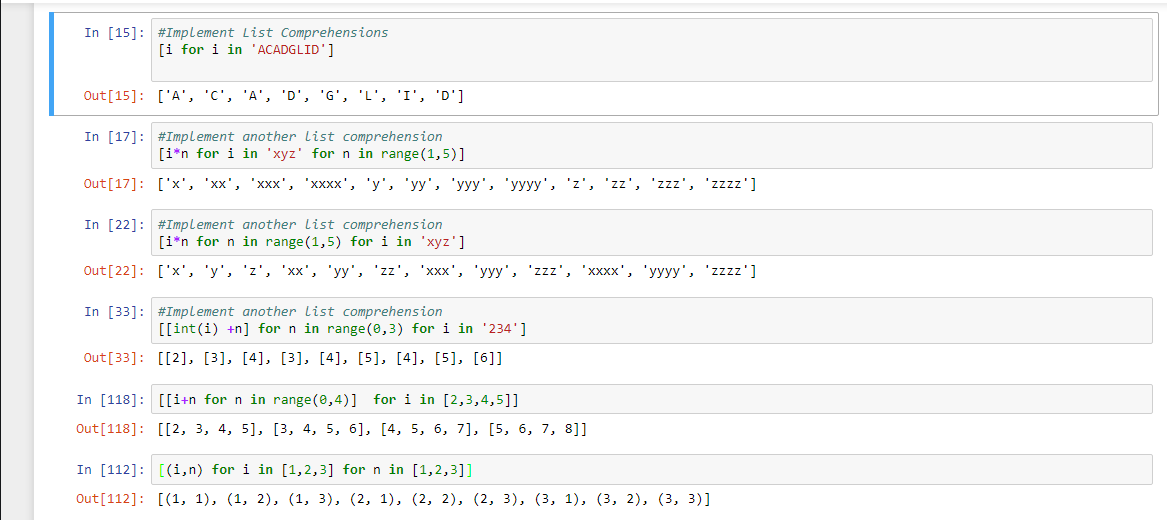 In [15]: #Implement List Comprehensions
[i for i in 'ACADGLID']
Out[15]: ['A', 'C', 'A', 'D', 'G', 'L', 'I', 'D']
In [17]: #Implement another list comprehension
[i*n for i in 'xyz' for n in range(1,5)]
Out[17]: ['x', 'xx', 'xxx', 'xxxx', 'y', 'yy', 'yyy', 'yyyy', 'z', 'zz', 'zzz', 'zzzz']
In [22]: #Implement another list comprehension
[i*n for n in range(1,5) for i in 'xyz']
Out[22]: ['x', 'y', 'z', 'xx', 'yy', 'zz', 'xxx', 'yyy', 'zzz', 'xxxx', 'yyyy', 'zzzz']
In [33]: #Implement another list comprehension
[[int(i) +n] for n in range(0,3) for i in '234']
Out[33]: [[2], [3], [4], [3], [4], [5], [4], [5], [6]]
In [118]: [[i+n for n in range(0,4)]  for i in [2,3,4,5]]
Out[118]: [[2, 3, 4, 5], [3, 4, 5, 6], [4, 5, 6, 7], [5, 6, 7, 8]]
In [112]: [(i,n) for i in [1,2,3] for n in [1,2,3]]
Out[112]: [(1, 1), (1, 2), (1, 3), (2, 1), (2, 2), (2, 3), (3, 1), (3, 2), (3, 3)]